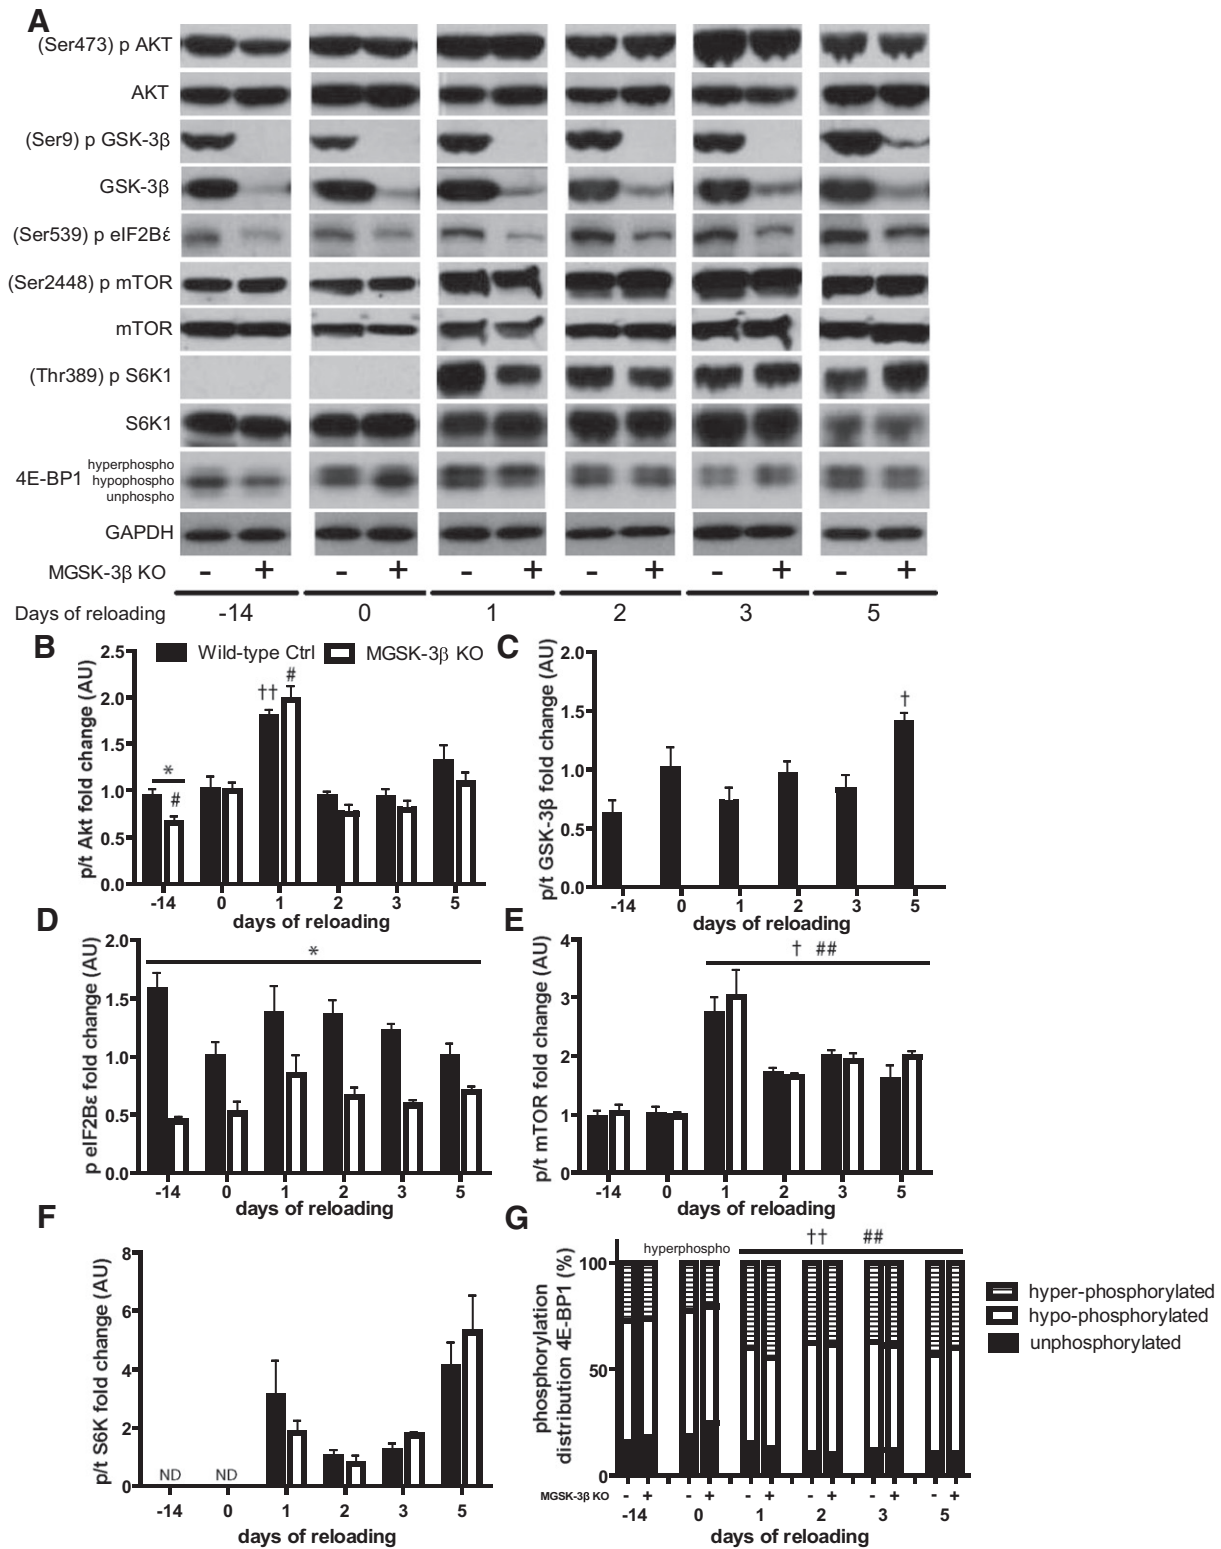 A
(Ser473) p AKT
AKT
(Ser9) p GSK-3β
GSK-3β
(Ser539) p eIF2Bέ
(Ser2448) p mTOR
mTOR
(Thr389) p S6K1
S6K1
4E-BP1
hyperphospho
hypophospho
unphospho
GAPDH
MGSK-3β KO - + - + - + - + - + - +
Days of reloading -14 0 1 2 3 5
B
Wild-type Ctrl MGSK-3β KO
p/t Akt fold change (AU)
2.5
2.0
1.5
1.0
0.5
0.0
* # †† #
-14 0 1 2 3 5
days of reloading
C
p/t GSK-3β fold change (AU)
2.0
1.5
1.0
0.5
0.0
†
-14 0 1 2 3 5
days of reloading
D
p eIF2Bε fold change (AU)
2.0
1.5
1.0
0.5
0.0
*
-14 0 1 2 3 5
days of reloading
E
p/t mTOR fold change (AU)
4
3
2
1
0
† ##
-14 0 1 2 3 5
days of reloading
F
p/t S6K fold change (AU)
8
6
4
2
0
ND ND
-14 0 1 2 3 5
days of reloading
G
phosphorylation
distribution 4E-BP1 (%)
100
50
0
hyperphospho †† ##
MGSK-3β KO - + - + - + - + - + - +
-14 0 1 2 3 5
days of reloading
hyper-phosphorylated
hypo-phosphorylated
unphosphorylated